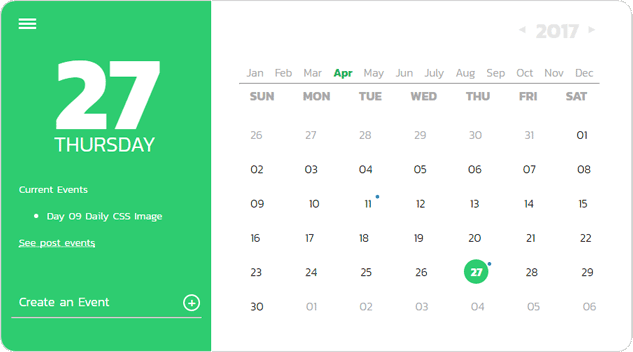 27
THURSDAY
Current Events
Day 09 Daily CSS Image
See post events
Create an Event
2017
Jan Feb Mar Apr May Jun July Aug Sep Oct Nov Dec
SUN MON TUE WED THU FRI SAT
26 27 28 29 30 31 01
02 03 04 05 06 07 08
09 10 11 12 13 14 15
16 17 18 19 20 21 22
23 24 25 26 27 28 29
30 01 02 03 04 05 06